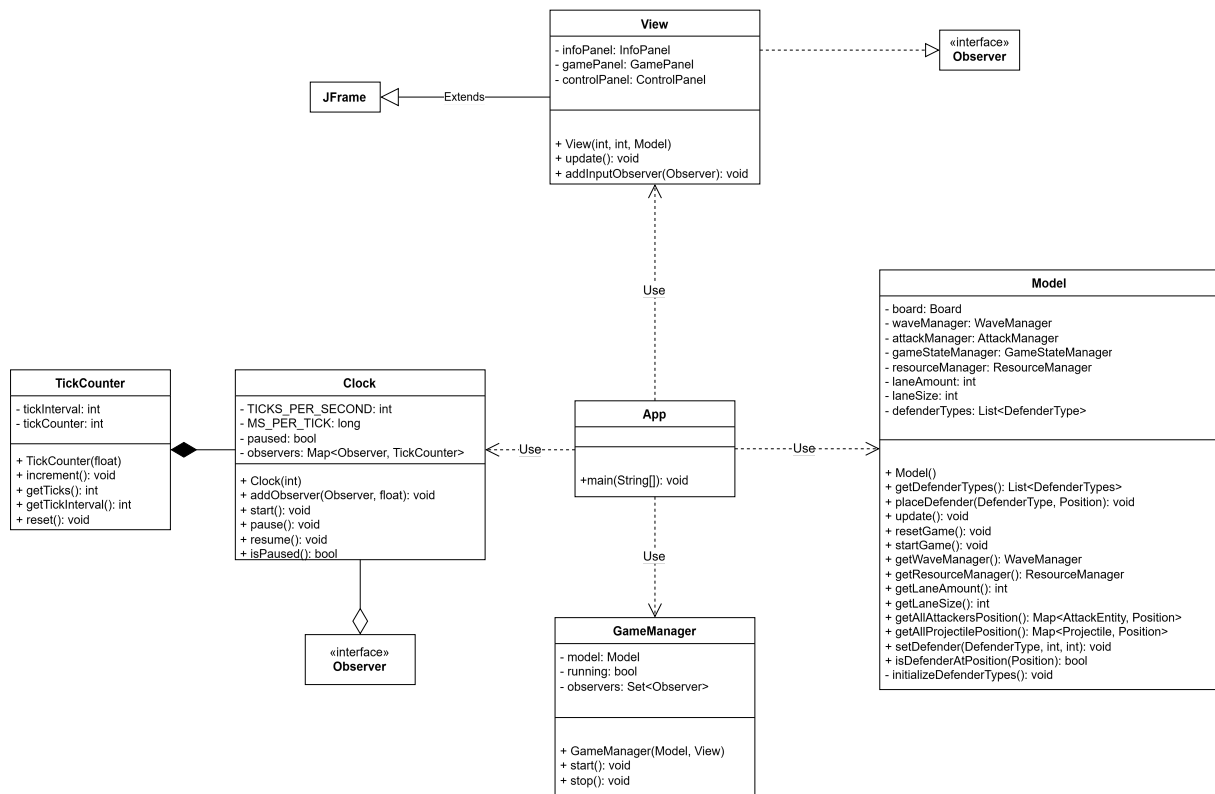 View
- infoPanel: InfoPanel
- gamePanel: GamePanel
- controlPanel: ControlPanel
+ View(int, int, Model)
+ update(): void
+ addInputObserver(Observer): void
«interface»
Observer
JFrame
Extends
Use
Model
- board: Board
- waveManager: WaveManager
- attackManager: AttackManager
- gameStateManager: GameStateManager
- resourceManager: ResourceManager
- laneAmount: int
- laneSize: int
- defenderTypes: List<DefenderType>
+ Model()
+ getDefenderTypes(): List<DefenderTypes>
+ placeDefender(DefenderType, Position): void
+ update(): void
+ resetGame(): void
+ startGame(): void
+ getWaveManager(): WaveManager
+ getResourceManager(): ResourceManager
+ getLaneAmount(): int
+ getLaneSize(): int
+ getAllAttackersPosition(): Map<AttackEntity, Position>
+ getAllProjectilePosition(): Map<Projectile, Position>
+ setDefender(DefenderType, int, int): void
+ isDefenderAtPosition(Position): bool
- initializeDefenderTypes(): void
TickCounter
- tickInterval: int
- tickCounter: int
+ TickCounter(float)
+ increment(): void
+ getTicks(): int
+ getTickInterval(): int
+ reset(): void
Clock
- TICKS_PER_SECOND: int
- MS_PER_TICK: long
- paused: bool
- observers: Map<Observer, TickCounter>
+ Clock(int)
+ addObserver(Observer, float): void
+ start(): void
+ pause(): void
+ resume(): void
+ isPaused(): bool
Use
App
+main(String[]): void
Use
Use
«interface»
Observer
GameManager
- model: Model
- running: bool
- observers: Set<Observer>
+ GameManager(Model, View)
+ start(): void
+ stop(): void